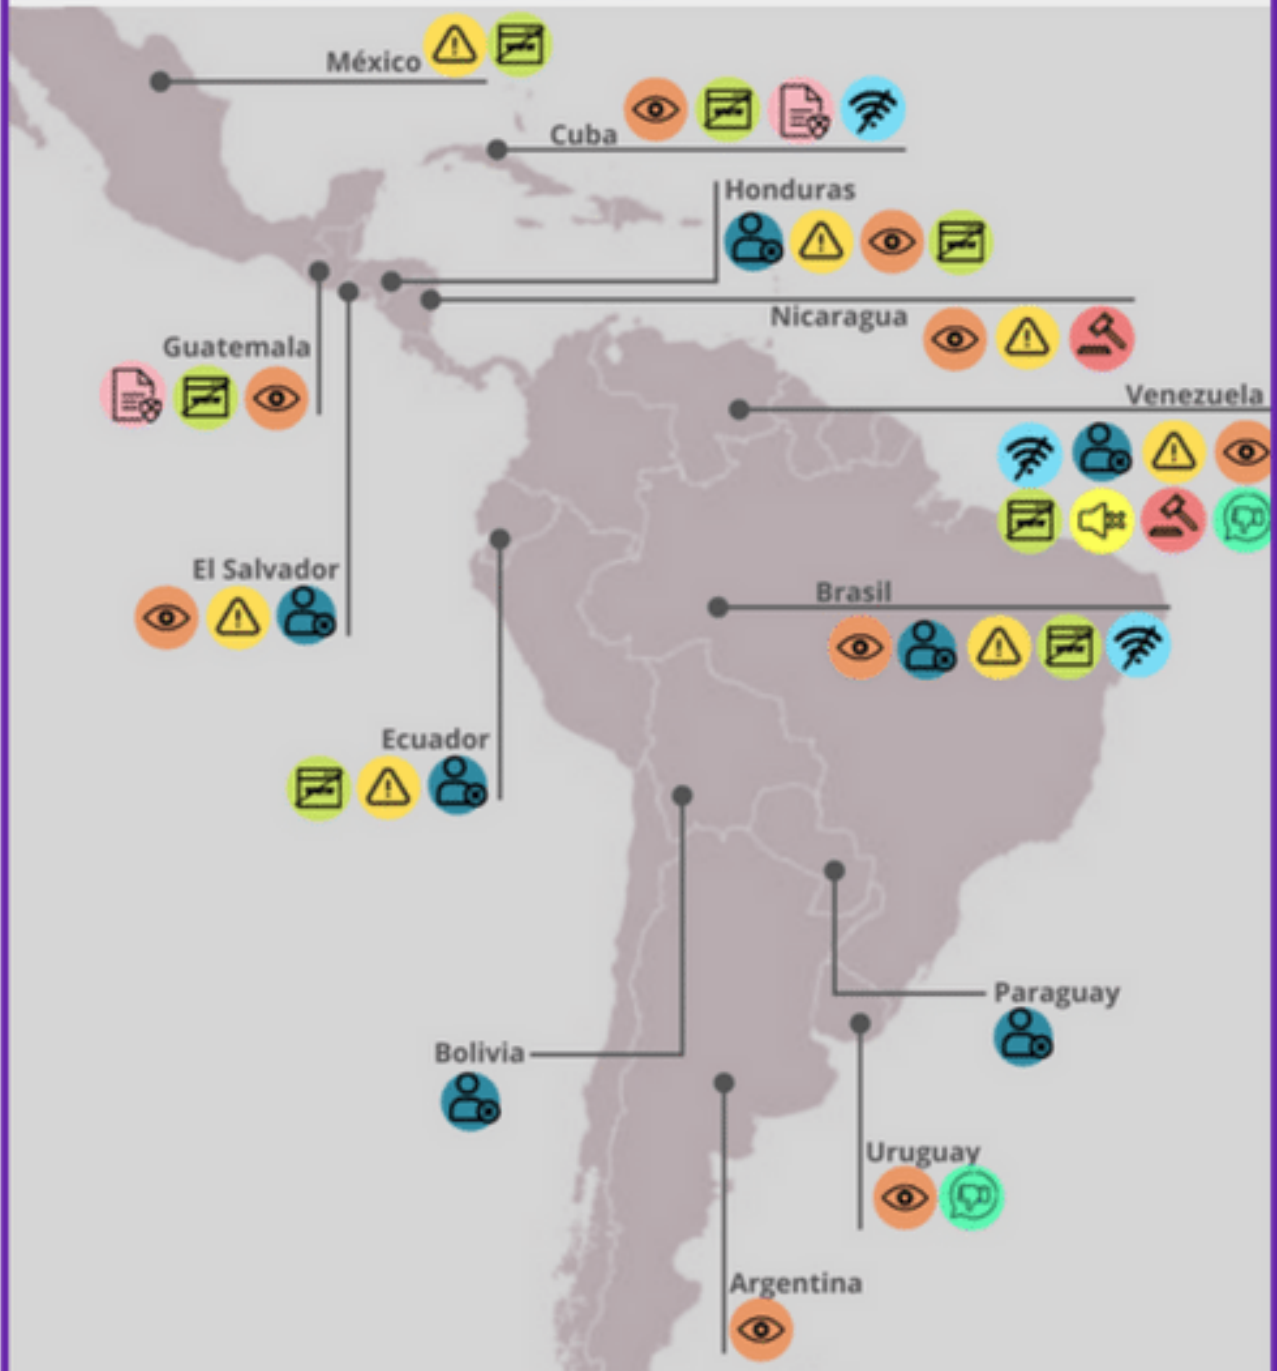 México
Cuba
Honduras
Nicaragua
Guatemala
Venezuela
El Salvador
Brasil
Ecuador
Paraguay
Bolivia
Uruguay
Argentina